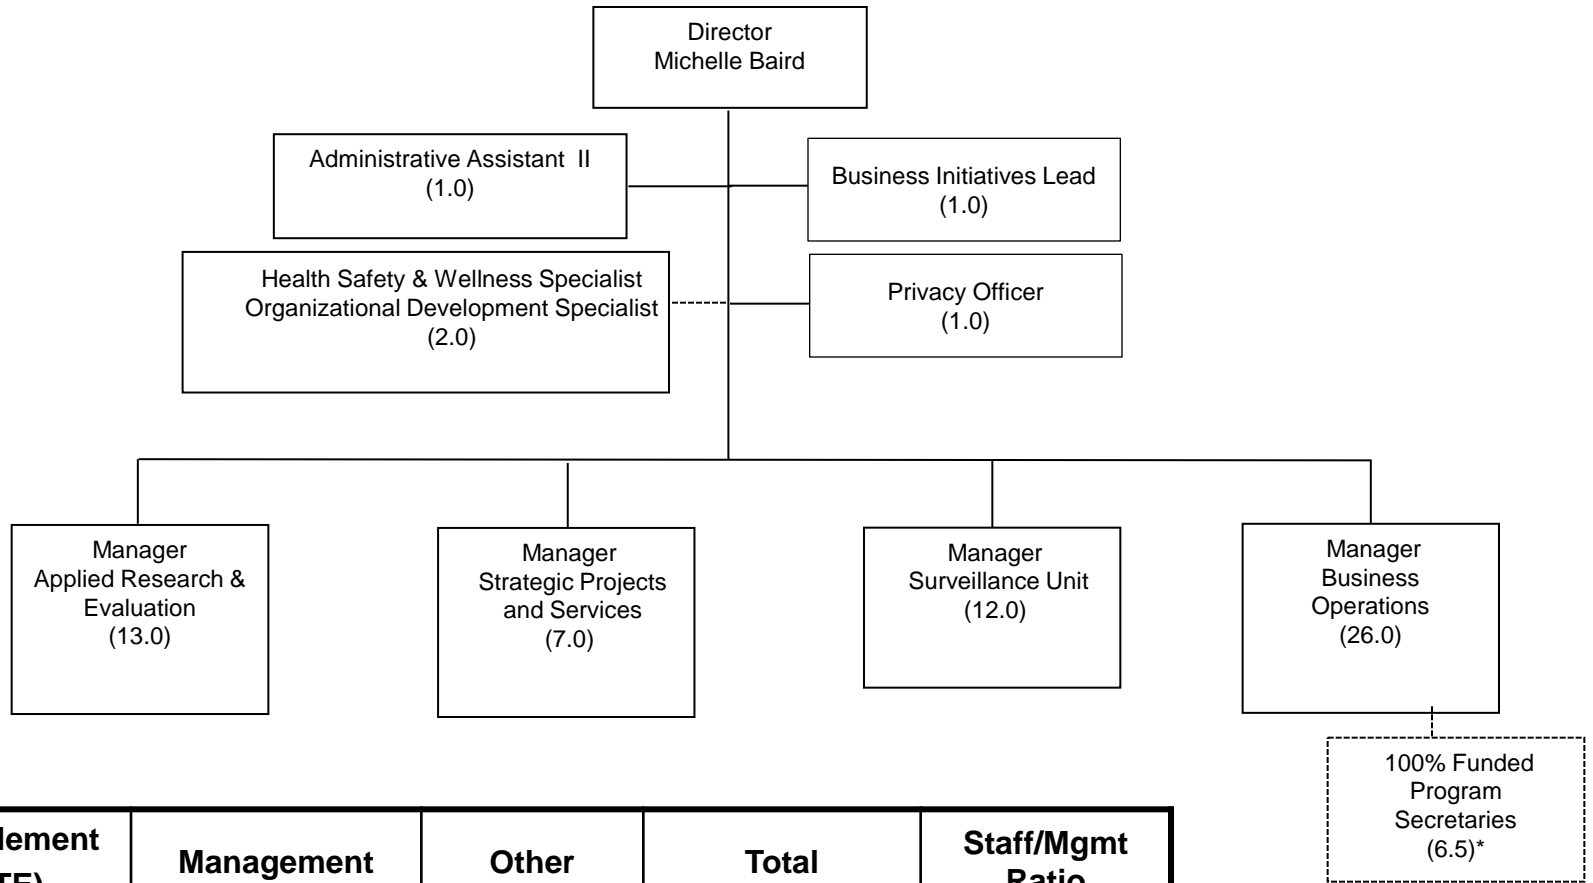 Director
Michelle Baird
Administrative Assistant II
(1.0)
Business Initiatives Lead
(1.0)
Health Safety & Wellness Specialist
Organizational Development Specialist
(2.0)
Privacy Officer
(1.0)
Manager
Applied Research &
Evaluation
(13.0)
Manager
Strategic Projects
and Services
(7.0)
Manager
Surveillance Unit
(12.0)
Manager
Business
Operations
(26.0)
100% Funded
Program
Secretaries
(6.5)*
Management
Other
Total
Staff/Mgmt
Ratio